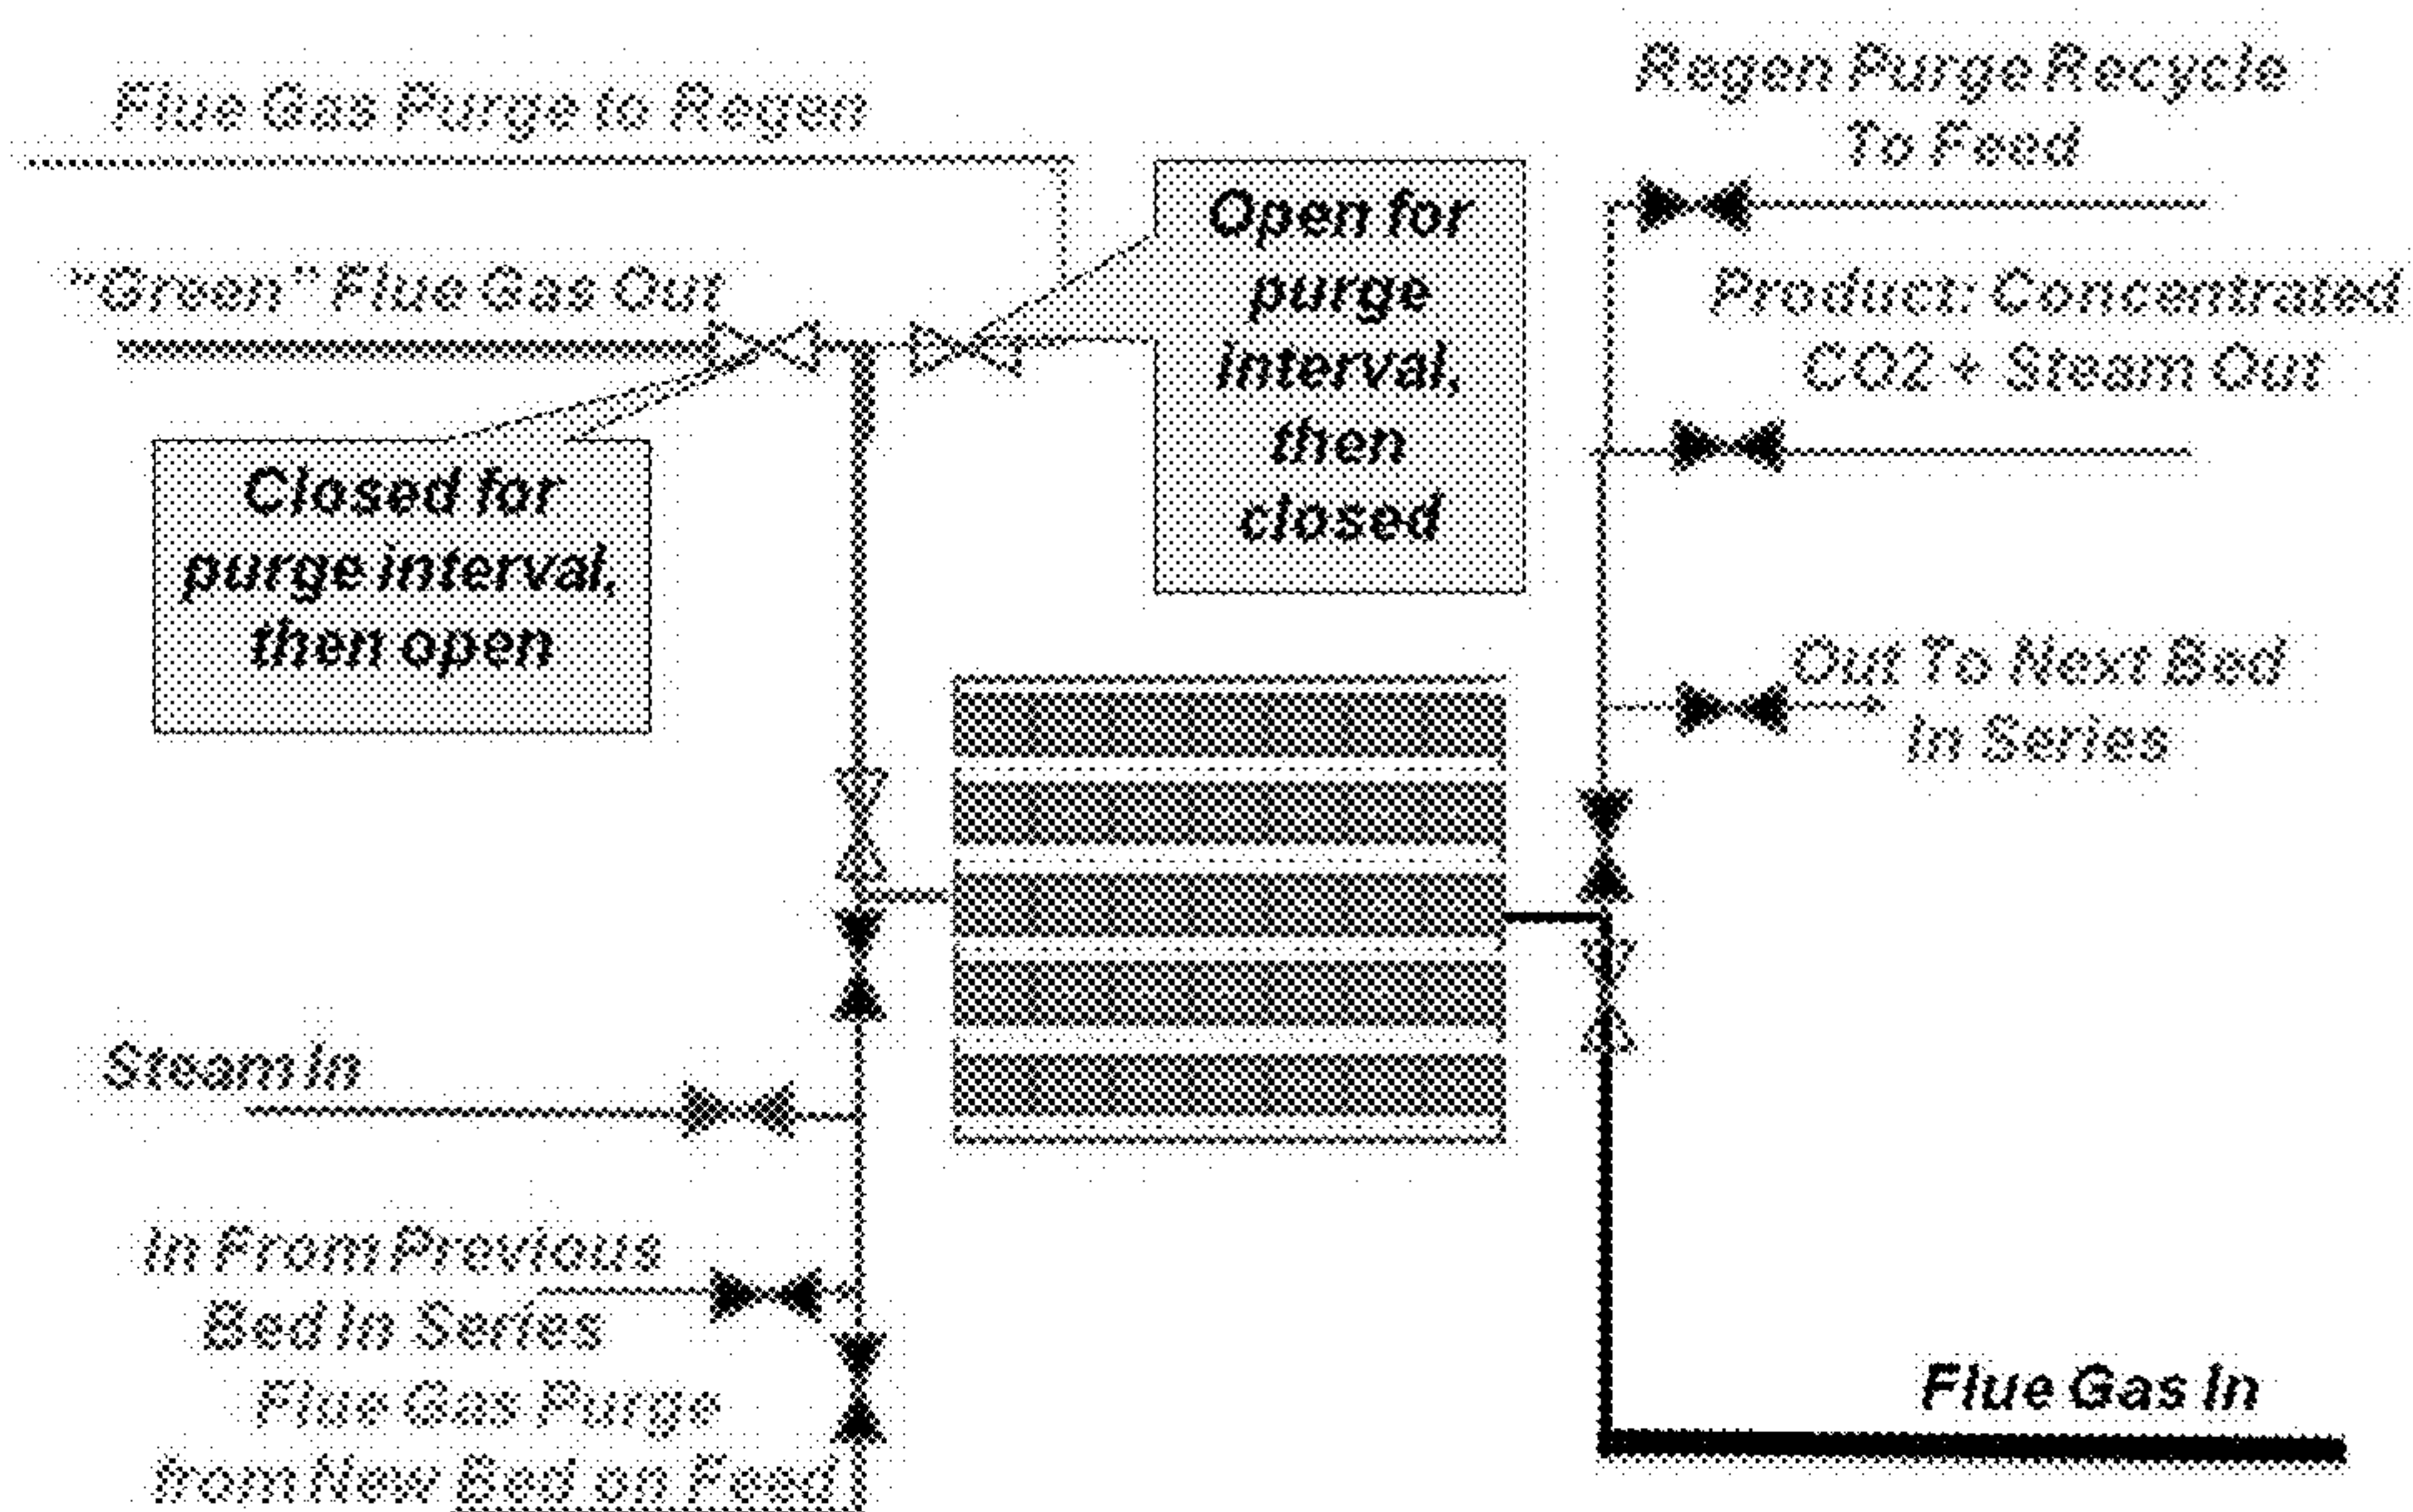 Flue Gas Purge to Regen
"Green" Flue Gas Out
Closed for
purge interval,
then open
Open for
purge
interval,
then
closed
Regen Purge Recycle
To Feed
Product: Concentrated
CO2 + Steam Out
Out To Next Bed
In Series
Steam In
In From Previous
Bed In Series
Flue Gas Purge
from New Bed on Feed
Flue Gas In